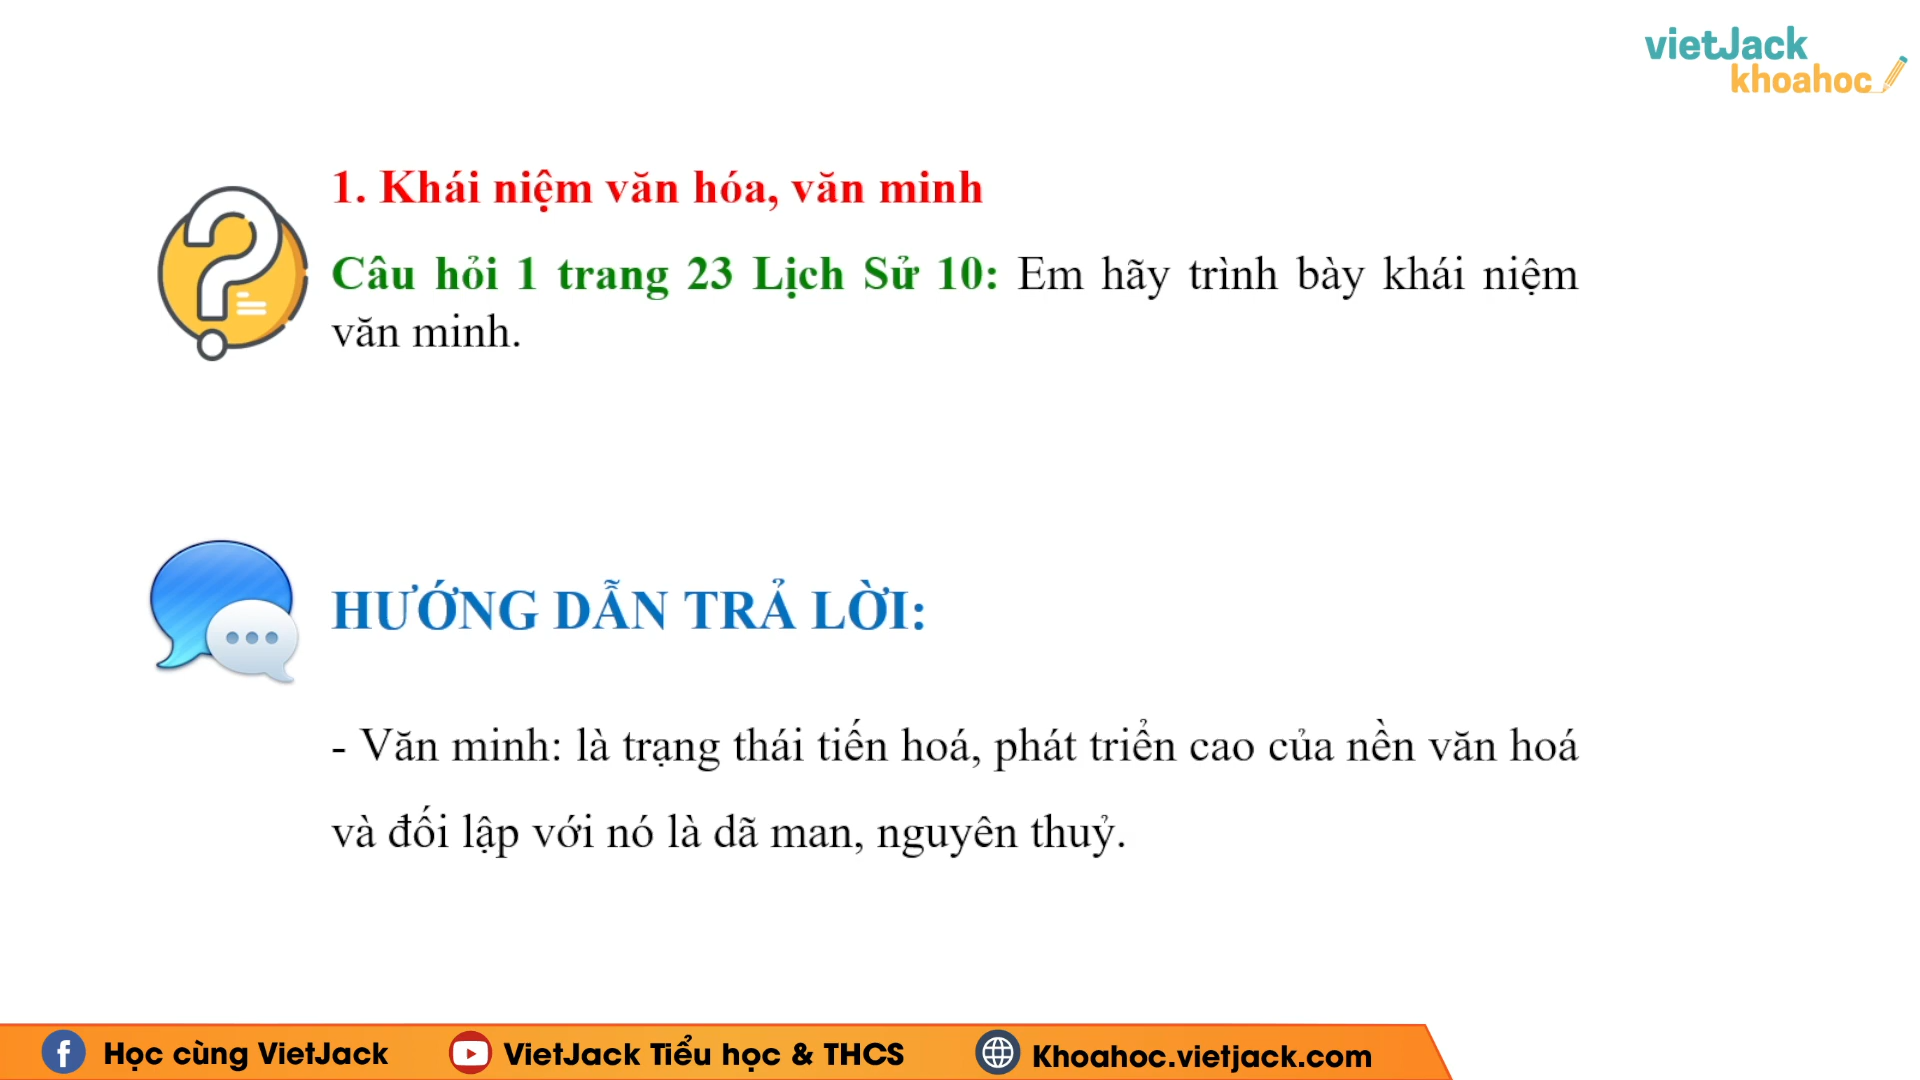 vietJack
khoahoc
1. Khái niệm văn hóa, văn minh
Câu hỏi 1 trang 23 Lịch Sử 10: Em hãy trình bày khái niệm
văn minh.
HƯỚNG DẪN TRẢ LỜI:
- Văn minh: là trạng thái tiến hoá, phát triển cao của nền văn hoá
và đối lập với nó là dã man, nguyên thuỷ.
Học cùng VietJack
VietJack Tiểu học & THCS
Khoahoc.vietjack.com